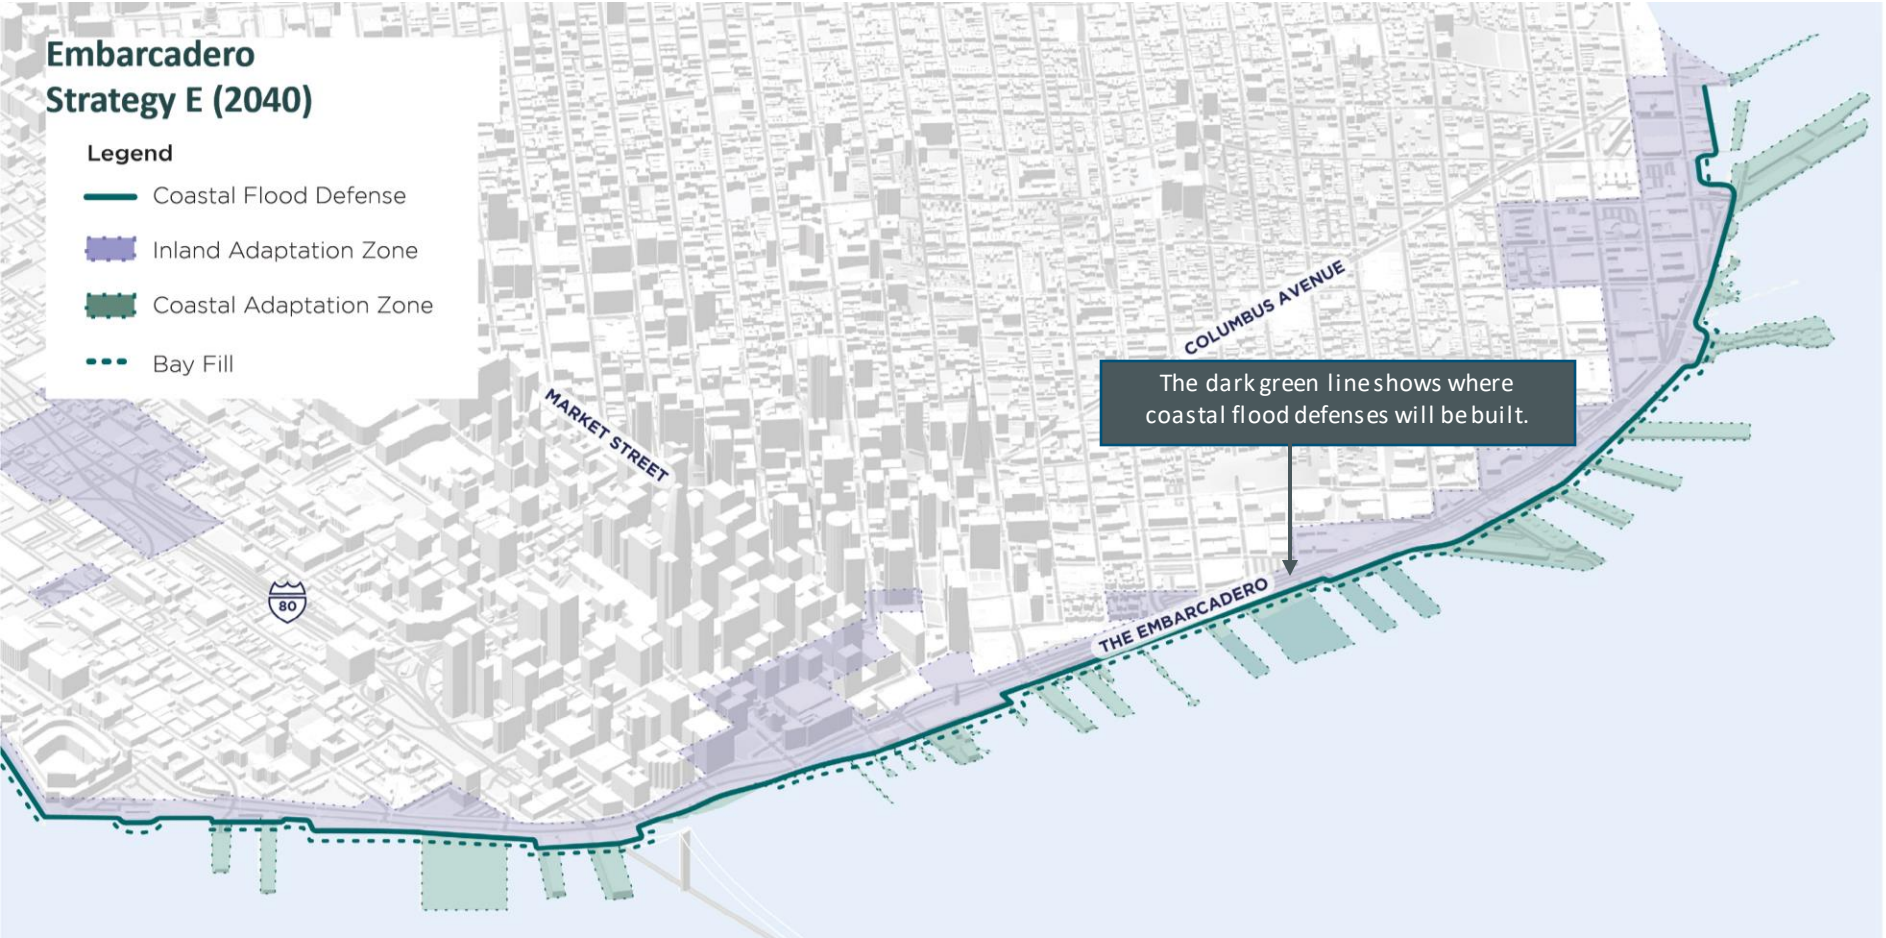 Embarcadero
Strategy E (2040)
Legend
Coastal Flood Defense
Inland Adaptation Zone
Coastal Adaptation Zone
Bay Fill
COLUMBUS AVENUE
The dark green line shows where
coastal flood defenses will be built.
MARKET STREET
80
THE EMBARCADERO